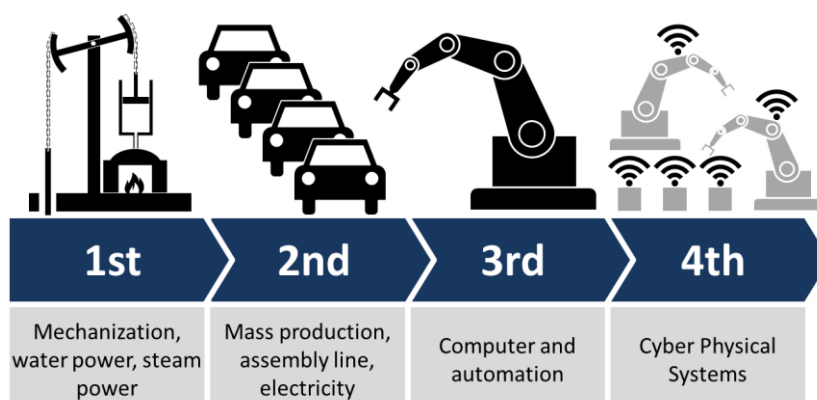 1st
2nd
3rd
4th
Mechanization,
water power, steam
power
Mass production,
assembly line,
electricity
Computer and
automation
Cyber Physical
Systems